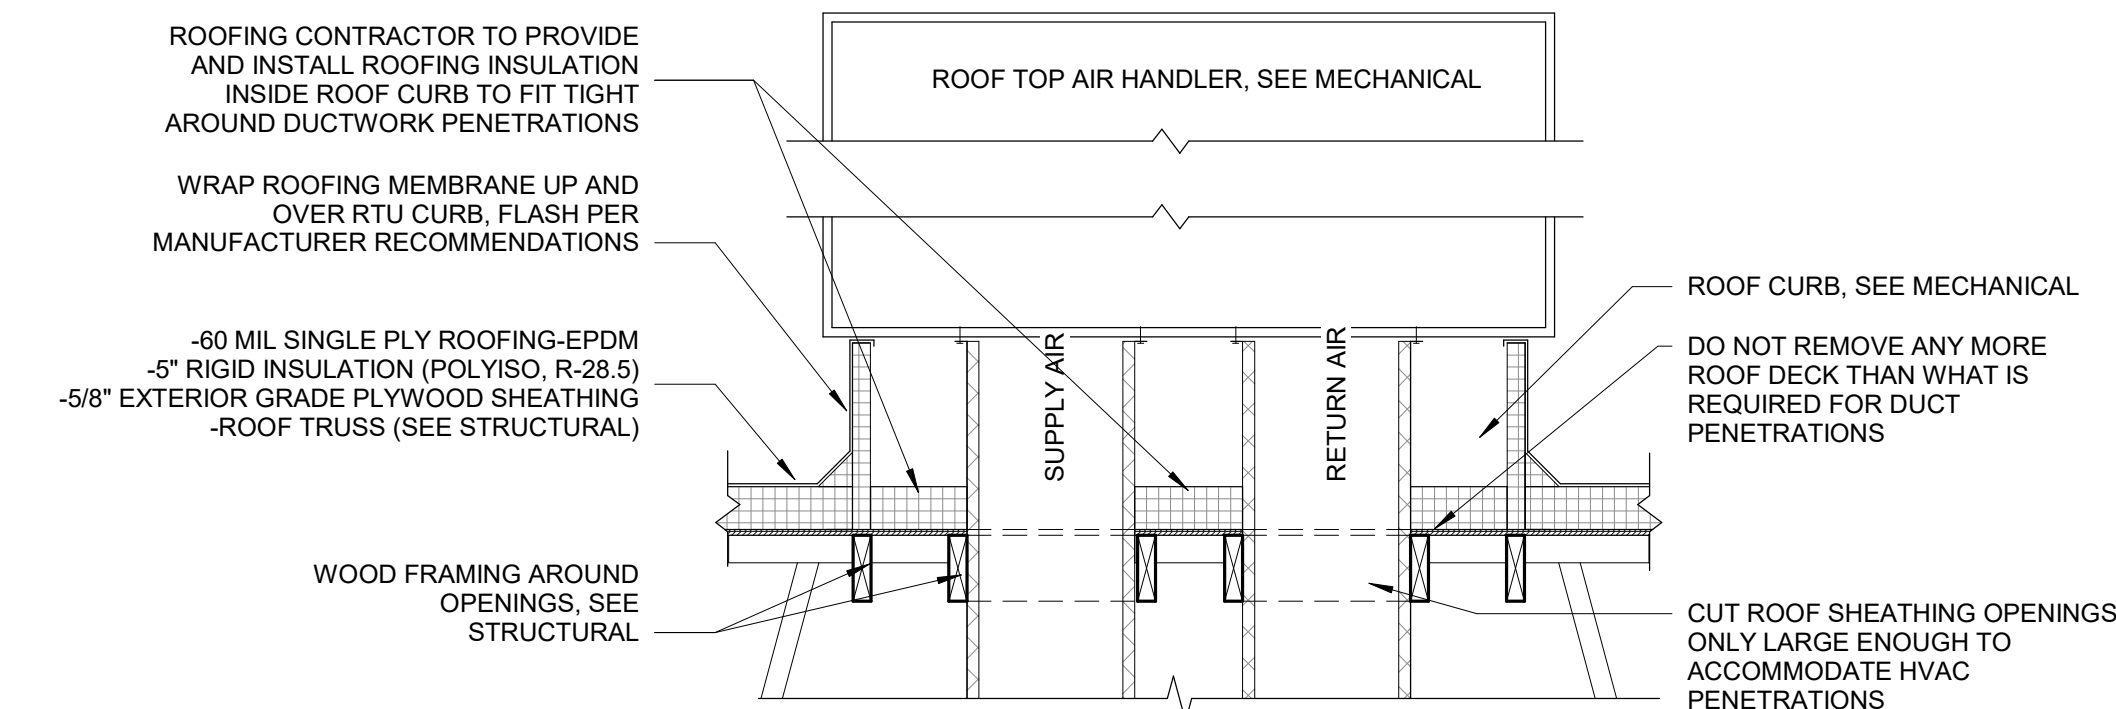 ROOFING CONTRACTOR TO PROVIDE
AND INSTALL ROOFING INSULATION
INSIDE ROOF CURB TO FIT TIGHT
AROUND DUCTWORK PENETRATIONS
WRAP ROOFING MEMBRANE UP AND
OVER RTU CURB, FLASH PER
MANUFACTURER RECOMMENDATIONS
-60 MIL SINGLE PLY ROOFING-EPDM
-5" RIGID INSULATION (POLYISO, R-28.5)
-5/8" EXTERIOR GRADE PLYWOOD SHEATHING
-ROOF TRUSS (SEE STRUCTURAL)
WOOD FRAMING AROUND
OPENINGS, SEE
STRUCTURAL
ROOF TOP AIR HANDLER, SEE MECHANICAL
SUPPLY AIR
RETURN AIR
ROOF CURB, SEE MECHANICAL
DO NOT REMOVE ANY MORE
ROOF DECK THAN WHAT IS
REQUIRED FOR DUCT
PENETRATIONS
CUT ROOF SHEATHING OPENINGS
ONLY LARGE ENOUGH TO
ACCOMMODATE HVAC
PENETRATIONS